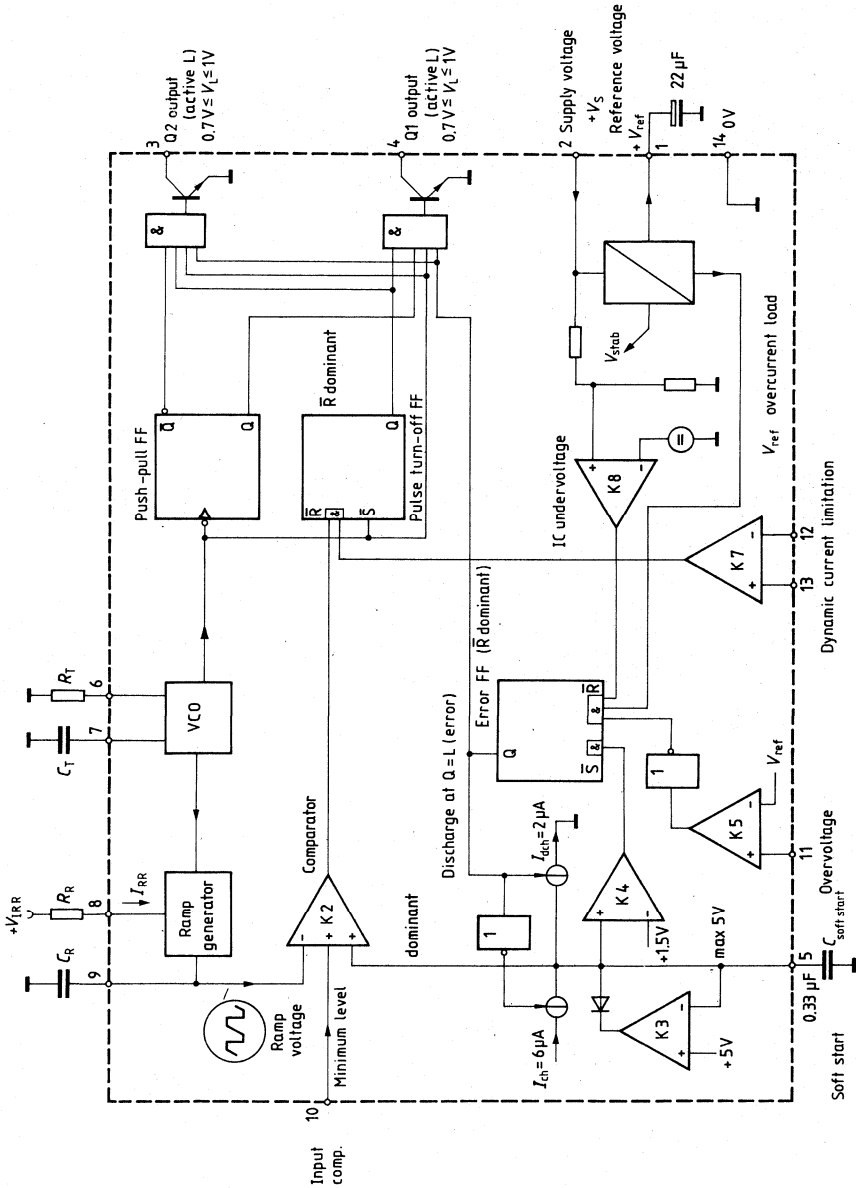 +V_IRR
C_R
R_R
C_T
R_T
9
8
7
6
I_RR
Ramp
generator
VCO
Push-pull FF
Q̅
Q
&
3
Q2 output
(active L)
0.7 V ≤ V_L ≤ 1V
Ramp
voltage
Comparator
R̅ dominant
R̅
&
S̅
Q
Pulse turn-off FF
&
4
Q1 output
(active L)
0.7 V ≤ V_L ≤ 1V
10
Input
comp.
Minimum level
-
+
+
K2
dominant
Discharge at Q = L (error)
Error FF (R̅ dominant)
1
Q
S̅
&
&
R̅
I_ch = 6 µA
I_dch = 2 µA
IC undervoltage
K8
+
-
=
V_stab
2 Supply voltage
+V_S
Reference voltage
+V_ref
1
22 µF
14
0V
K4
+
-
+1.5V
1
K3
+
-
+5V
max 5V
K5
+
-
V_ref
K7
+
-
V_ref overcurrent load
5
0.33 µF
C_soft start
Soft start
11
Overvoltage
13
12
Dynamic current limitation